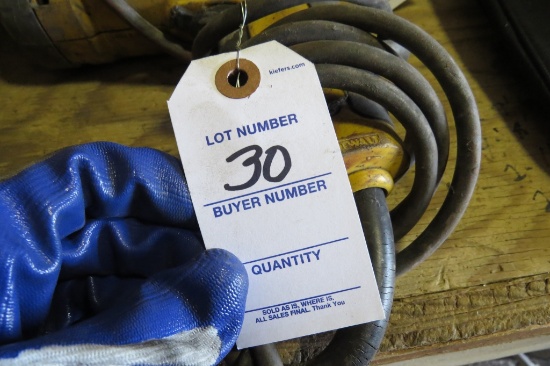 kiefers.com
LOT NUMBER
30
BUYER NUMBER
QUANTITY
SOLD AS IS, WHERE IS.
ALL SALES FINAL. Thank You
DEWALT